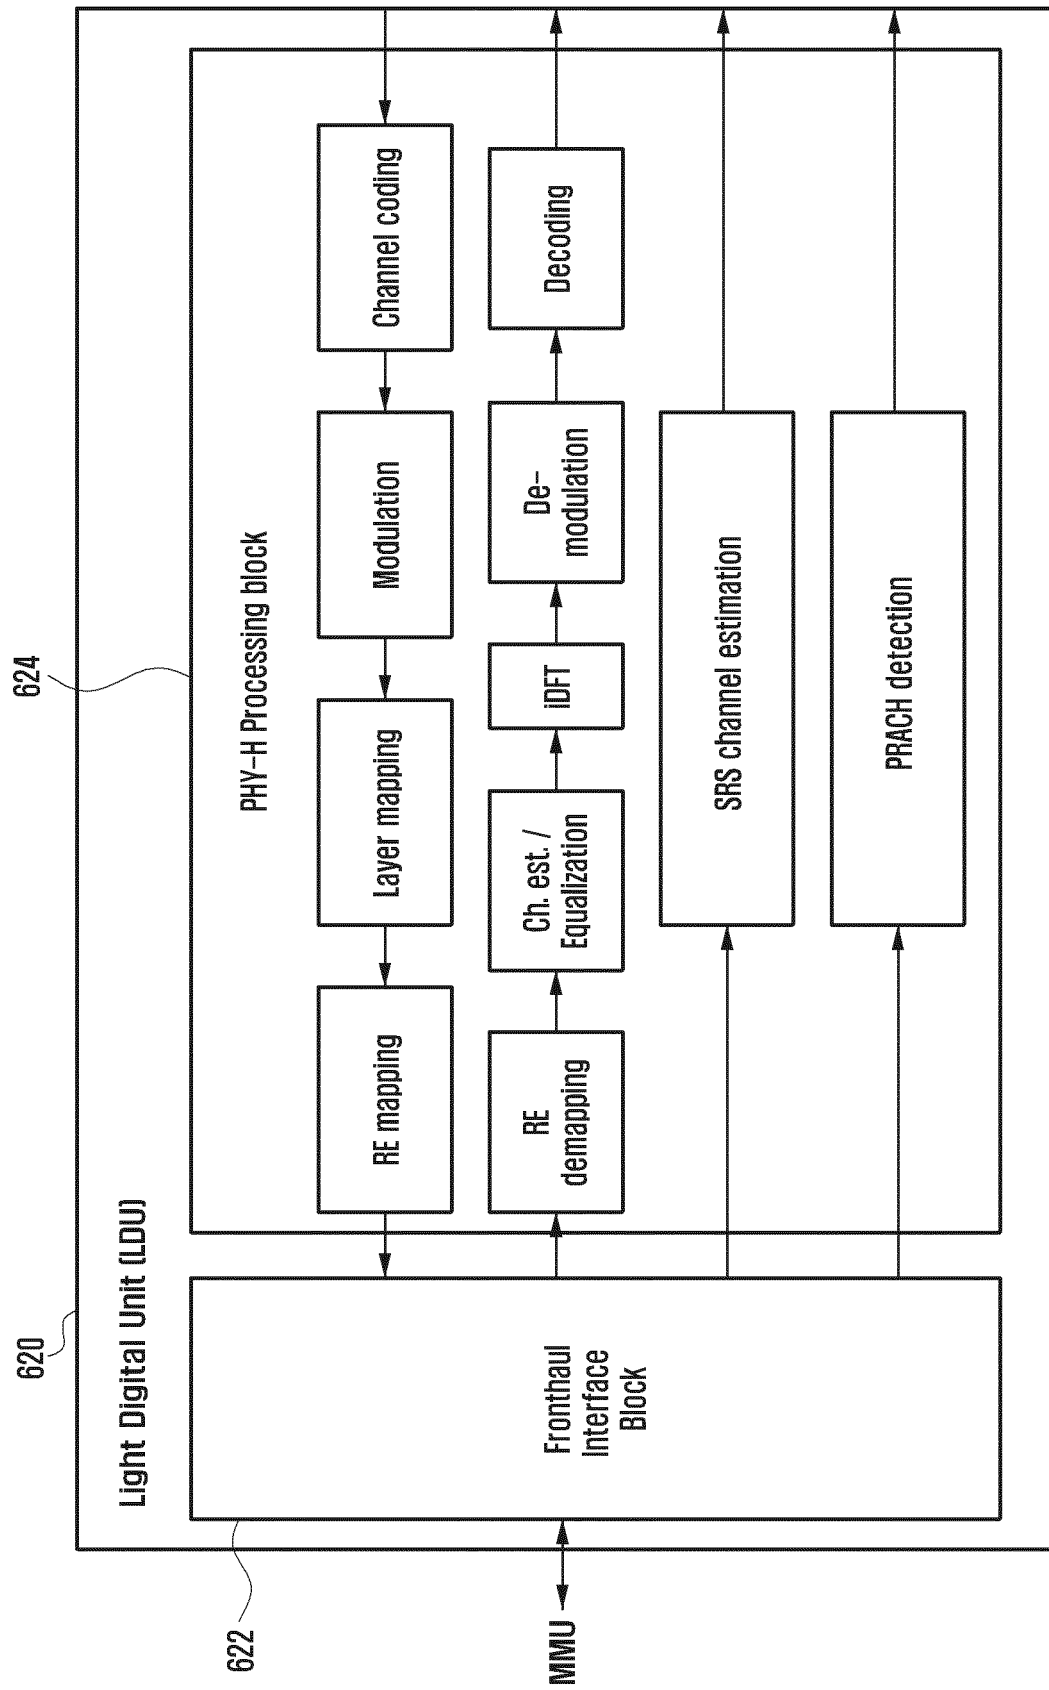 620
Light Digital Unit (LDU)
624
PHY-H Processing block
622
Fronthaul
Interface
Block
MMU
RE mapping
Layer mapping
Modulation
Channel coding
RE
demapping
Ch. est. /
Equalization
iDFT
De-
modulation
Decoding
SRS channel estimation
PRACH detection